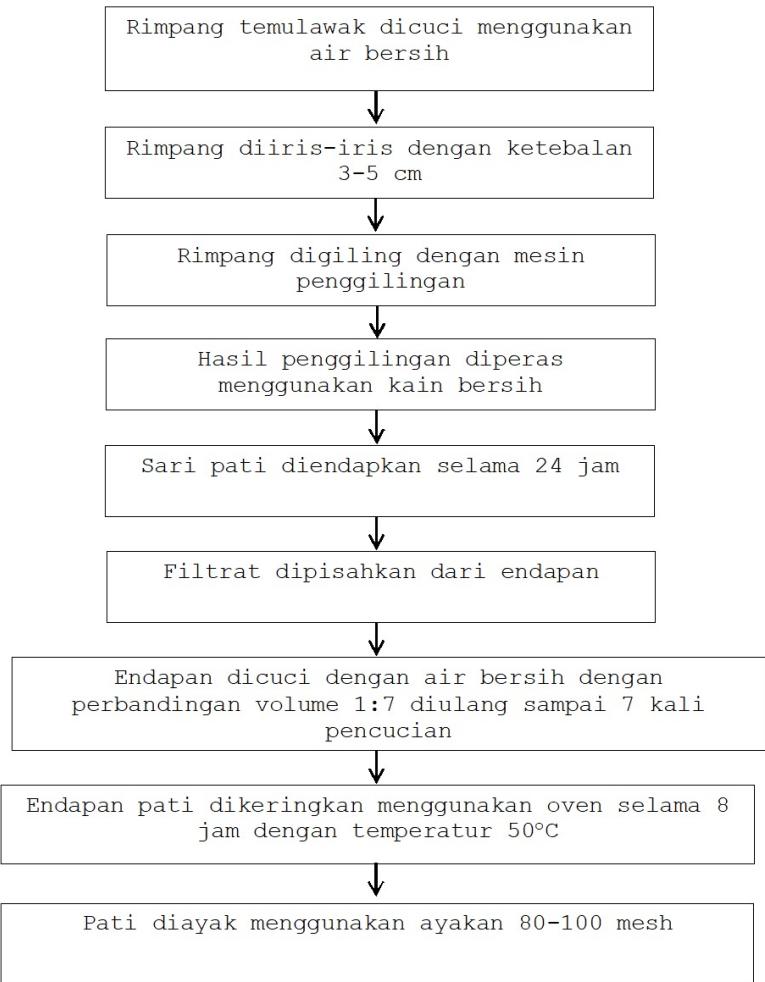 Rimpang temulawak dicuci menggunakan
air bersih
Rimpang diiris-iris dengan ketebalan
3-5 cm
Rimpang digiling dengan mesin
penggilingan
Hasil penggilingan diperas
menggunakan kain bersih
Sari pati diendapkan selama 24 jam
Filtrat dipisahkan dari endapan
Endapan dicuci dengan air bersih dengan
perbandingan volume 1:7 diulang sampai 7 kali
pencucian
Endapan pati dikeringkan menggunakan oven selama 8
jam dengan temperatur 50°C
Pati diayak menggunakan ayakan 80-100 mesh